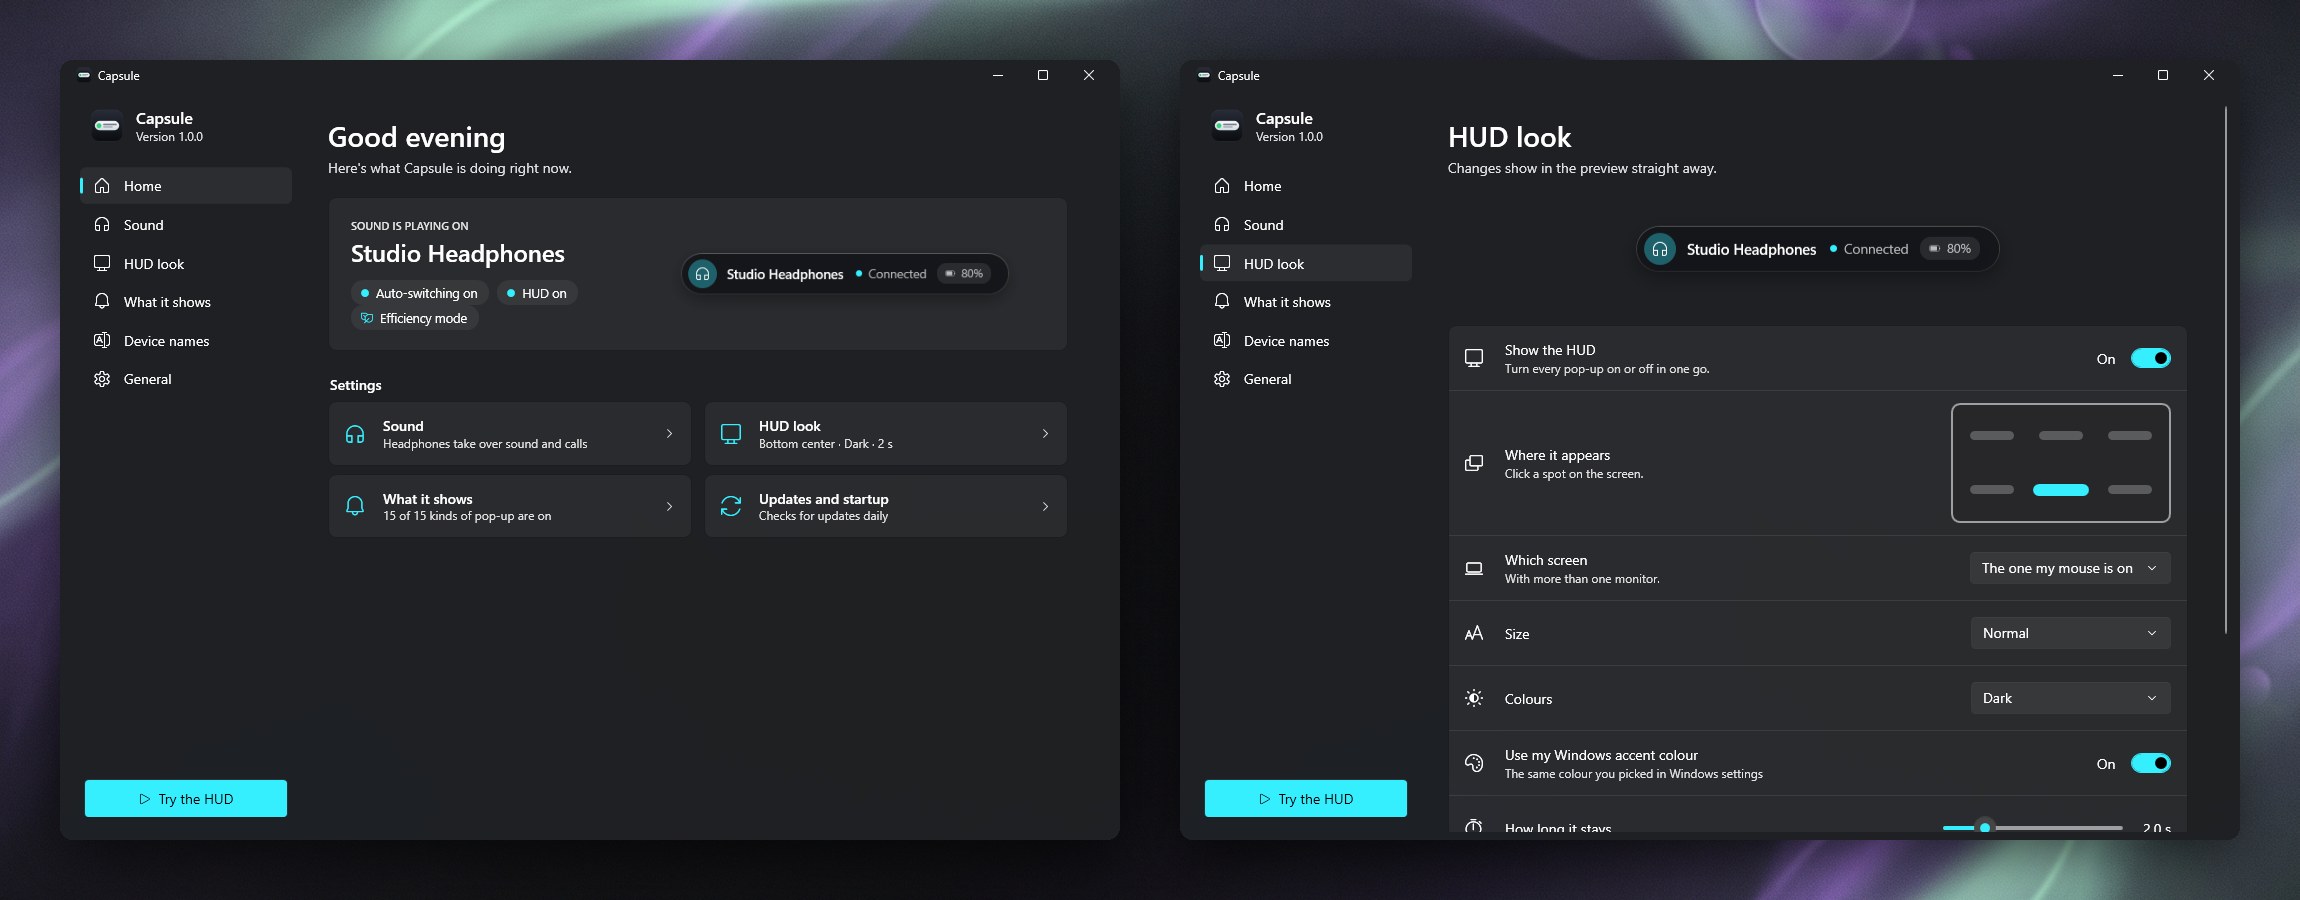 Capsule
Capsule
Version 1.0.0
Home
Sound
HUD look
What it shows
Device names
General
Try the HUD
Good evening
Here's what Capsule is doing right now.
SOUND IS PLAYING ON
Studio Headphones
Auto-switching on
HUD on
Efficiency mode
Studio Headphones Connected 80%
Settings
Sound
Headphones take over sound and calls
HUD look
Bottom center · Dark · 2 s
What it shows
15 of 15 kinds of pop-up are on
Updates and startup
Checks for updates daily
Capsule
Capsule
Version 1.0.0
Home
Sound
HUD look
What it shows
Device names
General
Try the HUD
HUD look
Changes show in the preview straight away.
Studio Headphones Connected 80%
Show the HUD
Turn every pop-up on or off in one go.
On
Where it appears
Click a spot on the screen.
Which screen
With more than one monitor.
The one my mouse is on
Size
Normal
Colours
Dark
Use my Windows accent colour
The same colour you picked in Windows settings
On
How long it stays
2.0 s